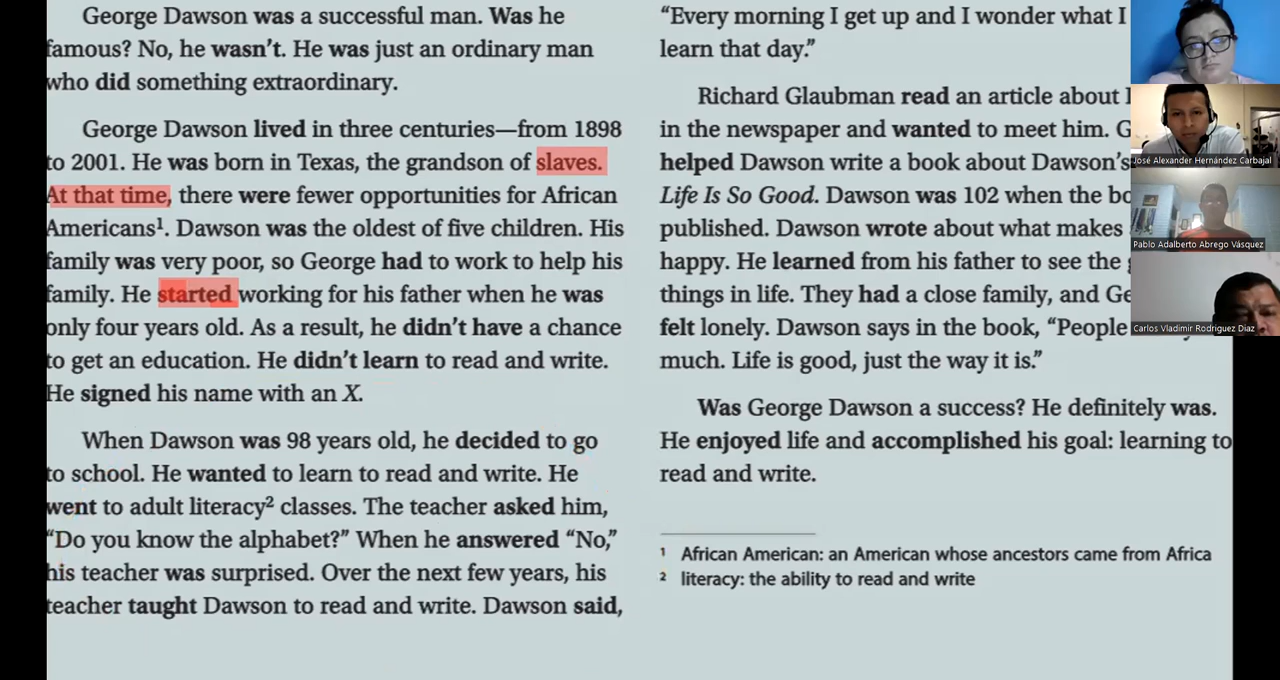 George Dawson was a successful man. Was he
famous? No, he wasn't. He was just an ordinary man
who did something extraordinary.
George Dawson lived in three centuries—from 1898
to 2001. He was born in Texas, the grandson of slaves.
At that time, there were fewer opportunities for African
Americans¹. Dawson was the oldest of five children. His
family was very poor, so George had to work to help his
family. He started working for his father when he was
only four years old. As a result, he didn't have a chance
to get an education. He didn't learn to read and write.
He signed his name with an X.
When Dawson was 98 years old, he decided to go
to school. He wanted to learn to read and write. He
went to adult literacy² classes. The teacher asked him,
"Do you know the alphabet?" When he answered "No,"
his teacher was surprised. Over the next few years, his
teacher taught Dawson to read and write. Dawson said,
"Every morning I get up and I wonder what I
learn that day."
Richard Glaubman read an article about
in the newspaper and wanted to meet him.
helped Dawson write a book about Dawson's
Life Is So Good. Dawson was 102 when the
published. Dawson wrote about what makes
happy. He learned from his father to see the
things in life. They had a close family, and
felt lonely. Dawson says in the book, "People
much. Life is good, just the way it is."
Was George Dawson a success? He definitely was.
He enjoyed life and accomplished his goal: learning to
read and write.
¹ African American: an American whose ancestors came from Africa
² literacy: the ability to read and write
José Alexander Hernández Carbajal
Pablo Adalberto Abrego Vásquez
Carlos Vladimir Rodriguez Diaz